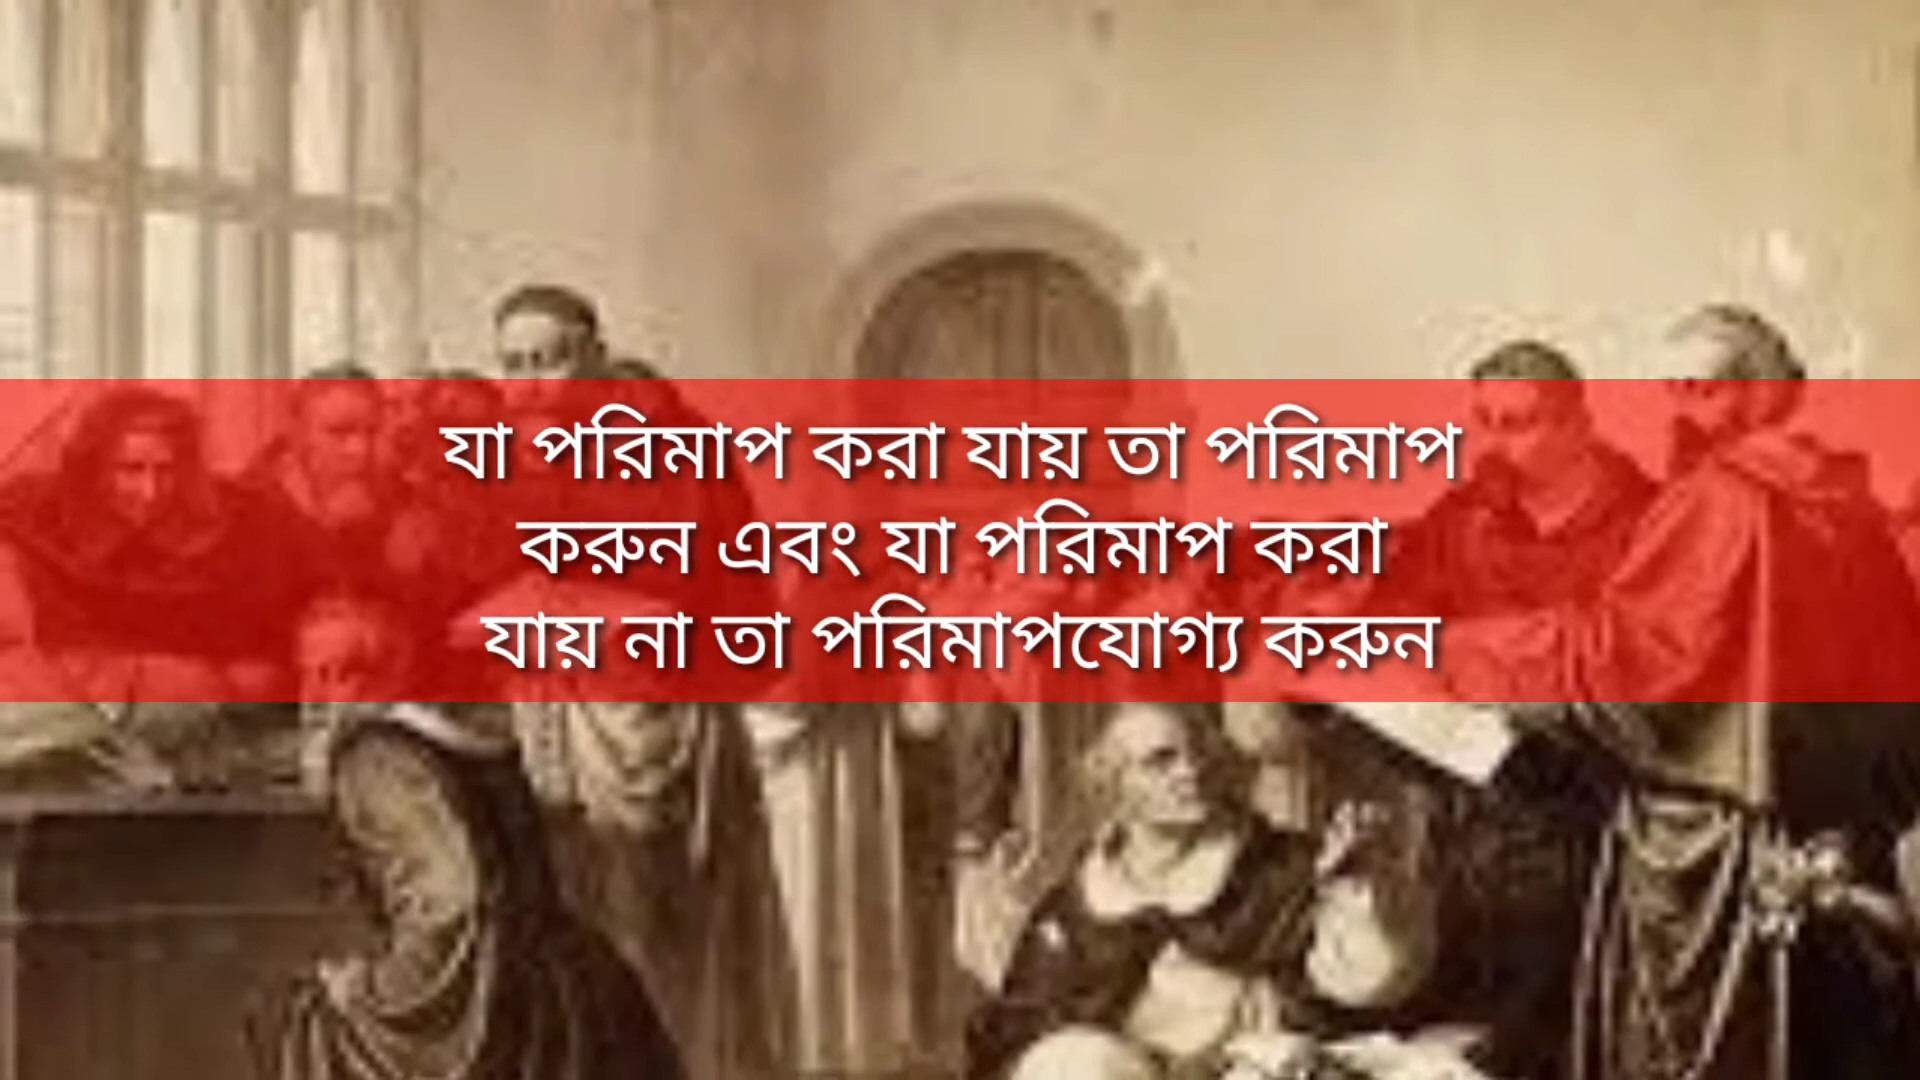 যা পরিমাপ করা যায় তা পরিমাপ
করুন এবং যা পরিমাপ করা
যায় না তা পরিমাপযোগ্য করুন